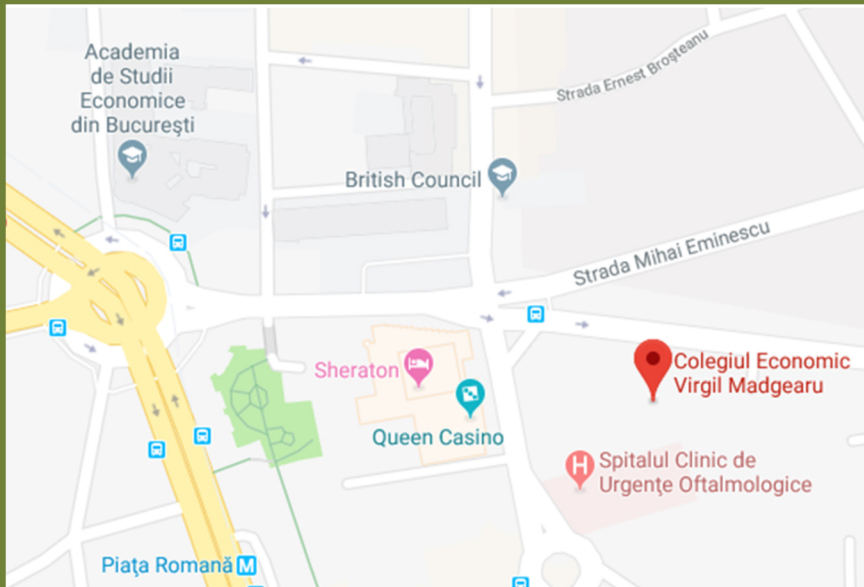 Academia
de Studii
Economice
din București
Strada Ernest Broșteanu
British Council
Strada Mihai Eminescu
Sheraton
Colegiul Economic
Virgil Madgearu
Queen Casino
H
Spitalul Clinic de
Urgențe Oftalmologice
Piața Romană M